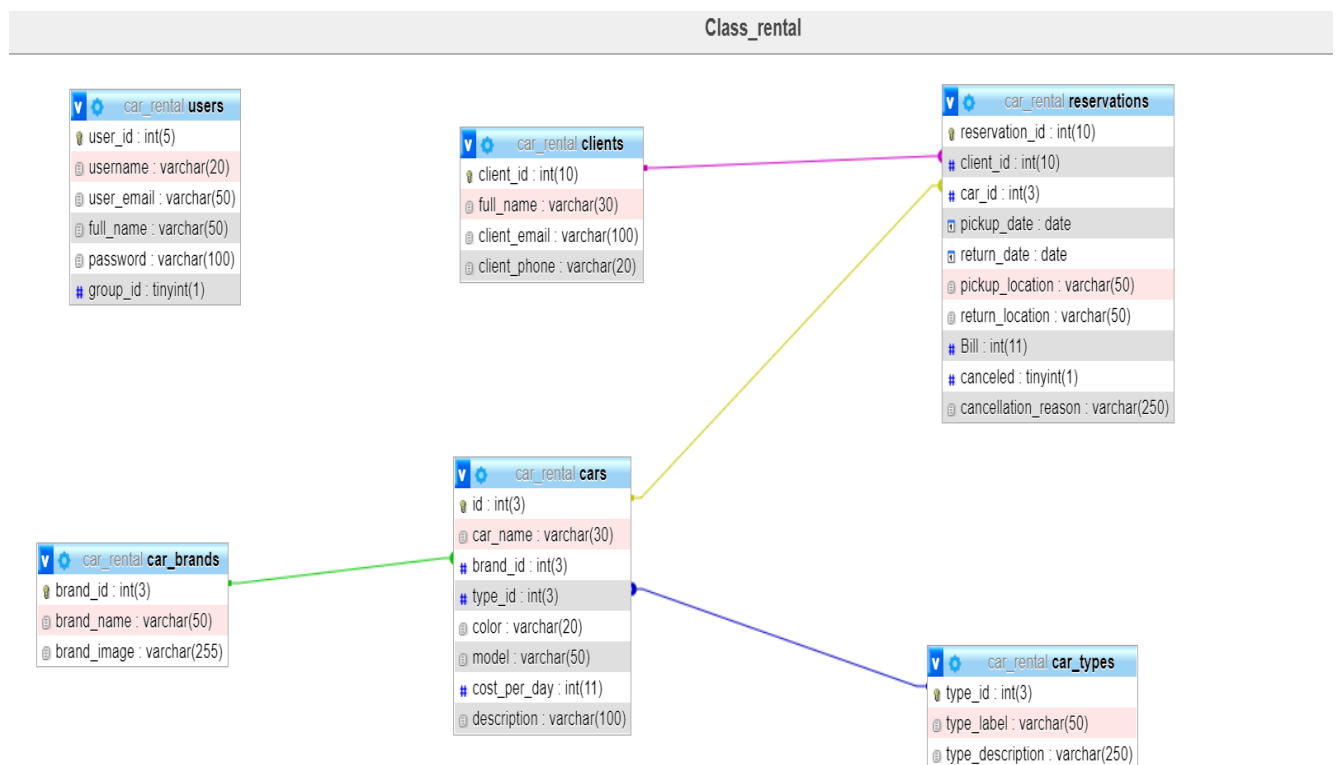 Class_rental
car_rental users
user_id : int(5)
username : varchar(20)
user_email : varchar(50)
full_name : varchar(50)
password : varchar(100)
group_id : tinyint(1)
car_rental clients
client_id : int(10)
full_name : varchar(30)
client_email : varchar(100)
client_phone : varchar(20)
car_rental reservations
reservation_id : int(10)
client_id : int(10)
car_id : int(3)
pickup_date : date
return_date : date
pickup_location : varchar(50)
return_location : varchar(50)
Bill : int(11)
canceled : tinyint(1)
cancellation_reason : varchar(250)
car_rental car_brands
brand_id : int(3)
brand_name : varchar(50)
brand_image : varchar(255)
car_rental cars
id : int(3)
car_name : varchar(30)
brand_id : int(3)
type_id : int(3)
color : varchar(20)
model : varchar(50)
cost_per_day : int(11)
description : varchar(100)
car_rental car_types
type_id : int(3)
type_label : varchar(50)
type_description : varchar(250)